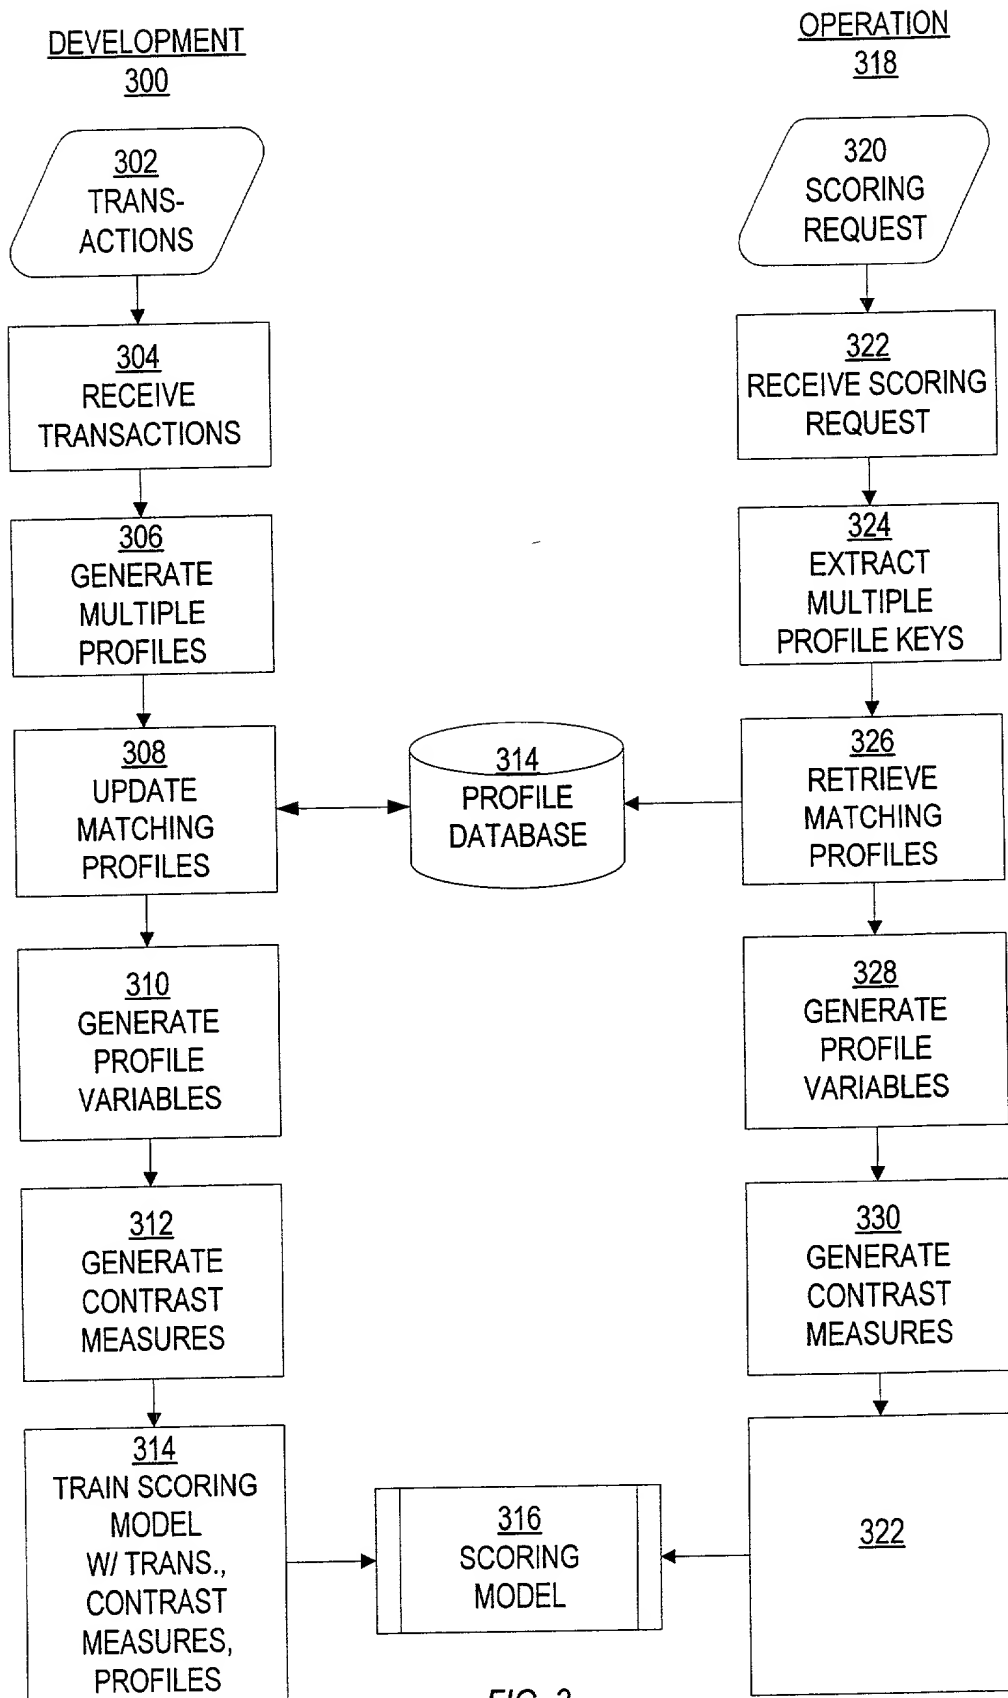 DEVELOPMENT
300
302
TRANS-
ACTIONS
304
RECEIVE
TRANSACTIONS
306
GENERATE
MULTIPLE
PROFILES
308
UPDATE
MATCHING
PROFILES
310
GENERATE
PROFILE
VARIABLES
312
GENERATE
CONTRAST
MEASURES
314
TRAIN SCORING
MODEL
W/ TRANS.,
CONTRAST
MEASURES,
PROFILES
314
PROFILE
DATABASE
316
SCORING
MODEL
OPERATION
318
320
SCORING
REQUEST
322
RECEIVE SCORING
REQUEST
324
EXTRACT
MULTIPLE
PROFILE KEYS
326
RETRIEVE
MATCHING
PROFILES
328
GENERATE
PROFILE
VARIABLES
330
GENERATE
CONTRAST
MEASURES
322